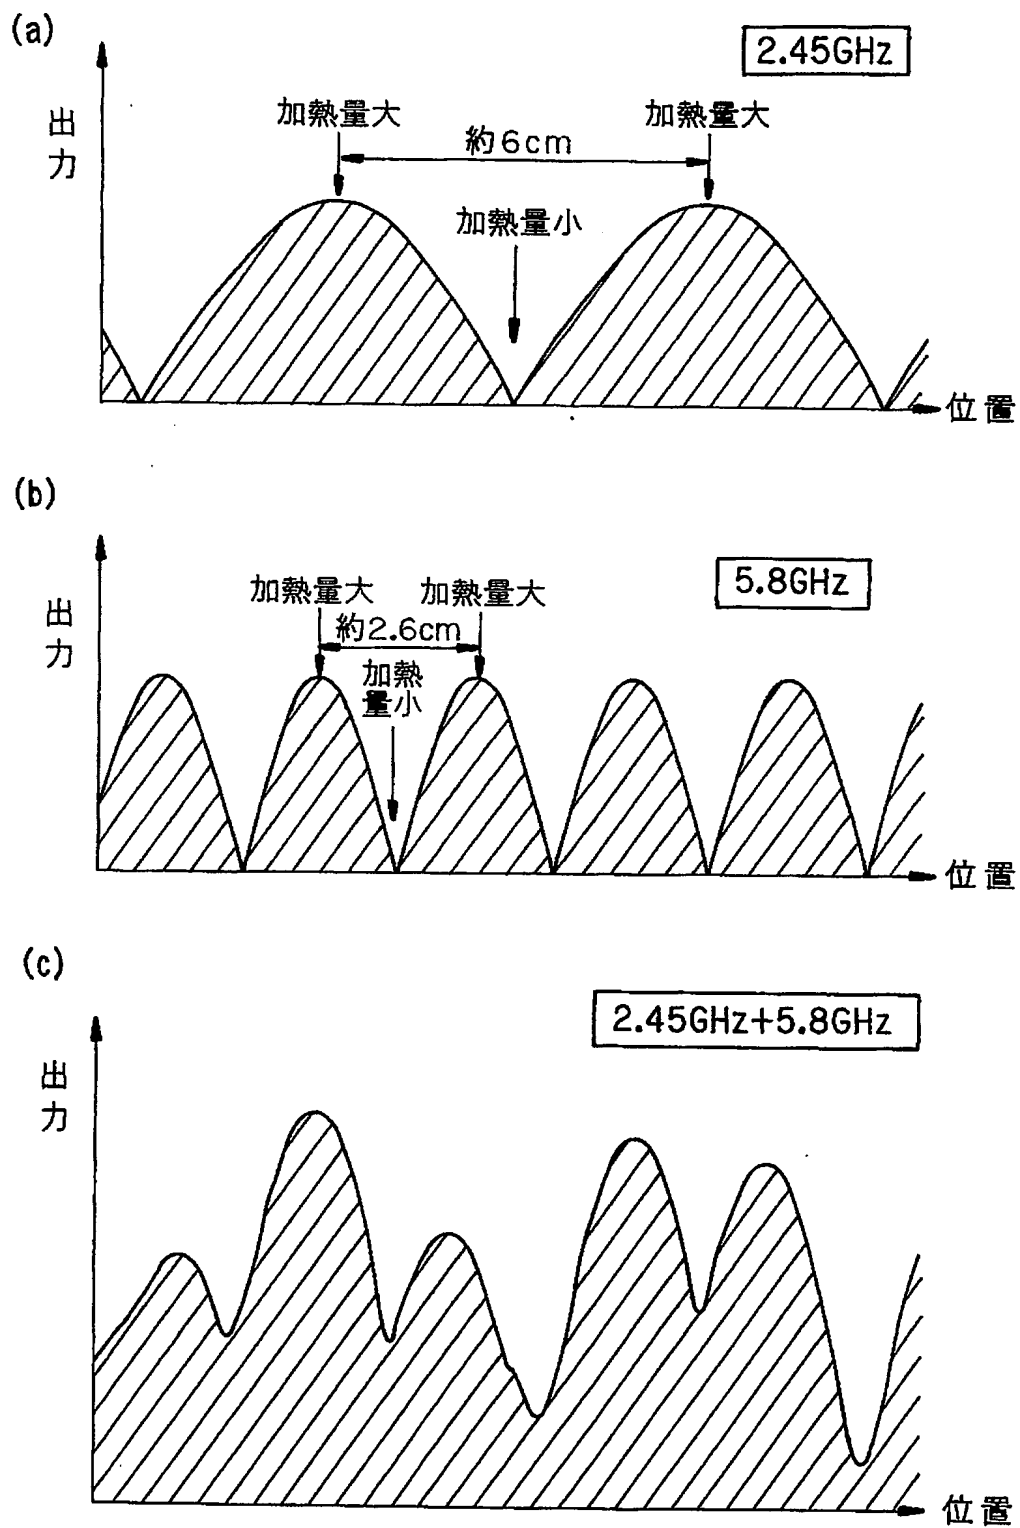 (a)
2.45GHz
出力
加熱量大
加熱量大
約6cm
加熱量小
位置
(b)
5.8GHz
出力
加熱量大
加熱量大
約2.6cm
加熱
量小
位置
(c)
2.45GHz+5.8GHz
出力
位置